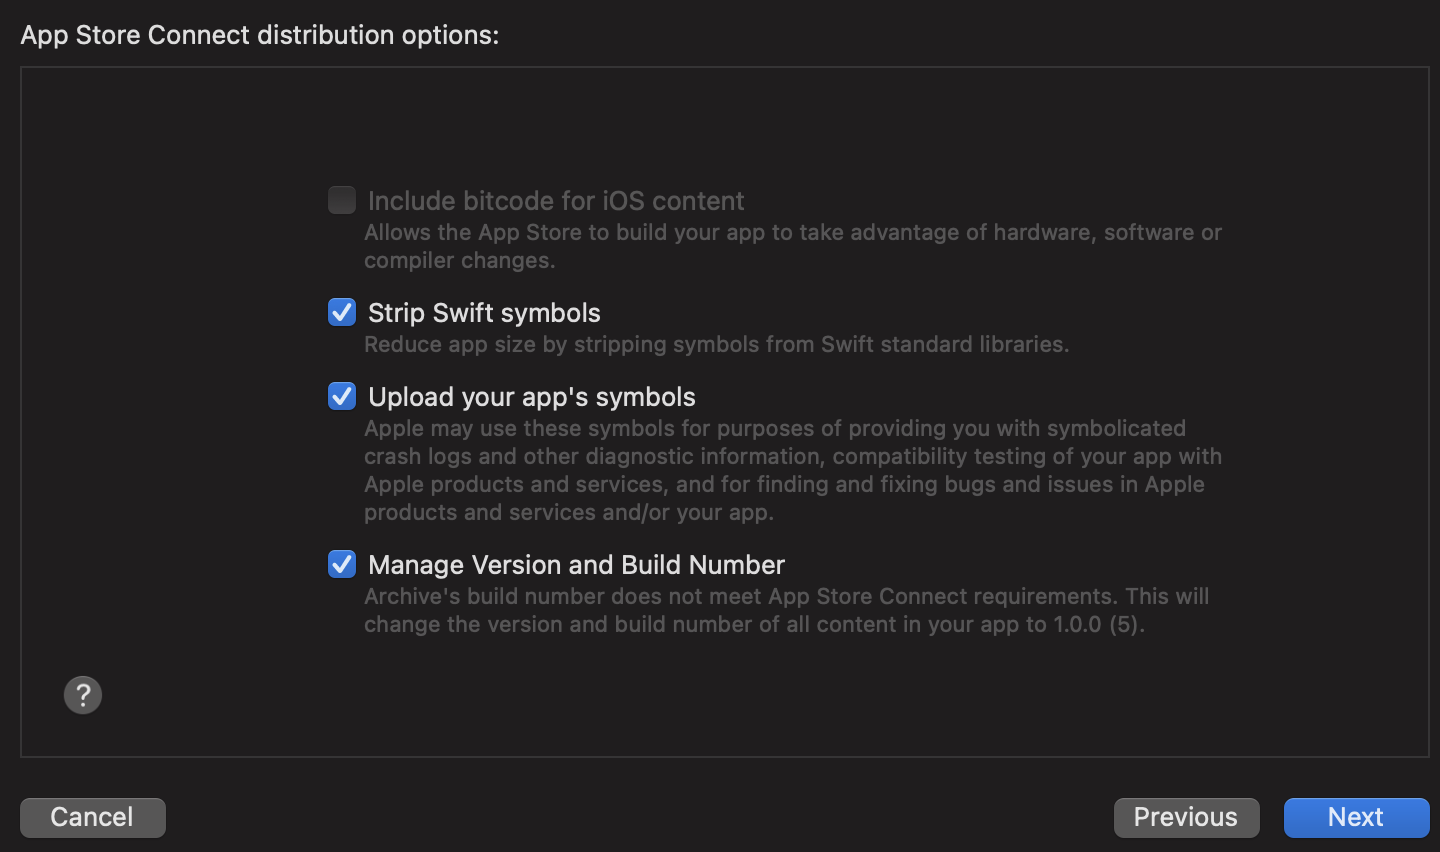 App Store Connect distribution options:
Include bitcode for iOS content
Allows the App Store to build your app to take advantage of hardware, software or
compiler changes.
Strip Swift symbols
Reduce app size by stripping symbols from Swift standard libraries.
Upload your app's symbols
Apple may use these symbols for purposes of providing you with symbolicated
crash logs and other diagnostic information, compatibility testing of your app with
Apple products and services, and for finding and fixing bugs and issues in Apple
products and services and/or your app.
Manage Version and Build Number
Archive's build number does not meet App Store Connect requirements. This will
change the version and build number of all content in your app to 1.0.0 (5).
?
Cancel
Previous
Next